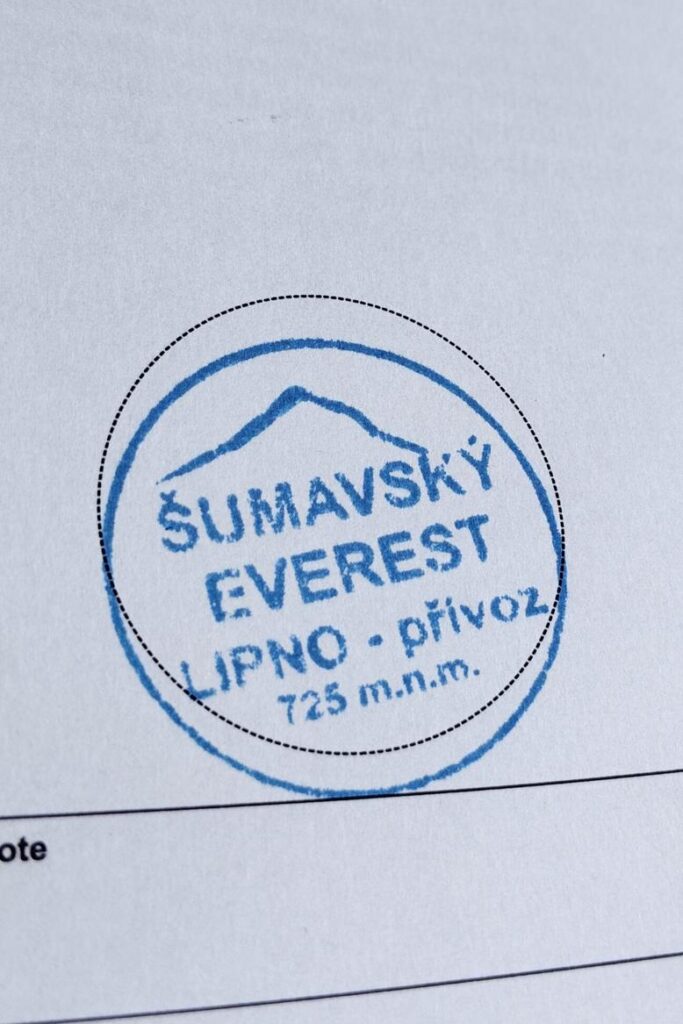 ŠUMAVSKÝ
EVEREST
LIPNO - přívoz
725 m.n.m.
ote